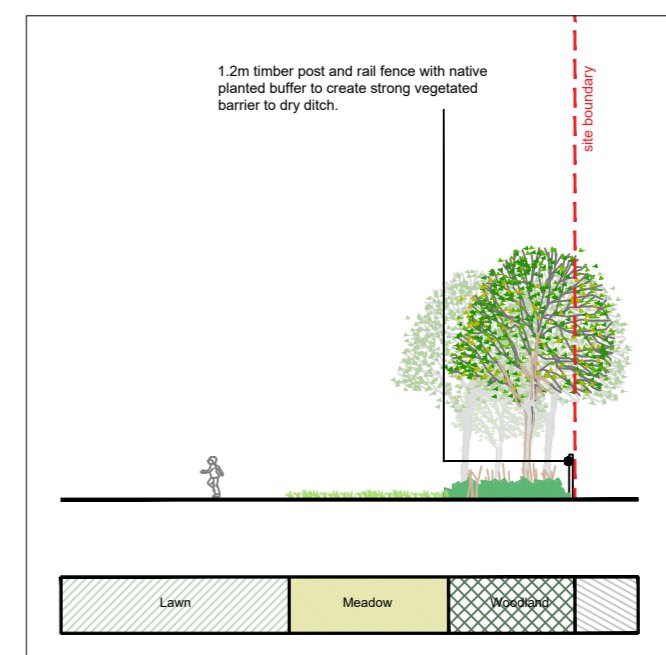 1.2m timber post and rail fence with native
planted buffer to create strong vegetated
barrier to dry ditch.
site boundary
Lawn
Meadow
Woodland